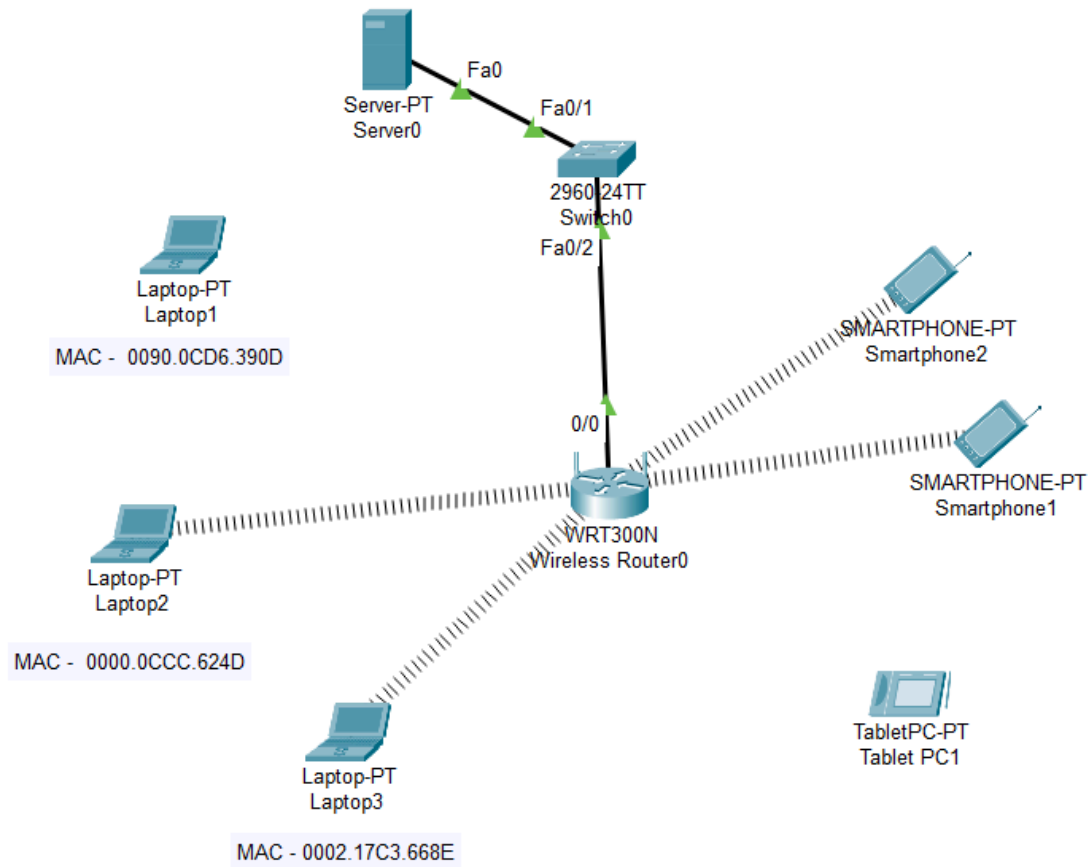 Fa0
Server-PT
Server0
Fa0/1
2960-24TT
Switch0
Fa0/2
Laptop-PT
Laptop1
MAC -  0090.0CD6.390D
SMARTPHONE-PT
Smartphone2
0/0
SMARTPHONE-PT
Smartphone1
WRT300N
Wireless Router0
Laptop-PT
Laptop2
MAC -  0000.0CCC.624D
TabletPC-PT
Tablet PC1
Laptop-PT
Laptop3
MAC - 0002.17C3.668E